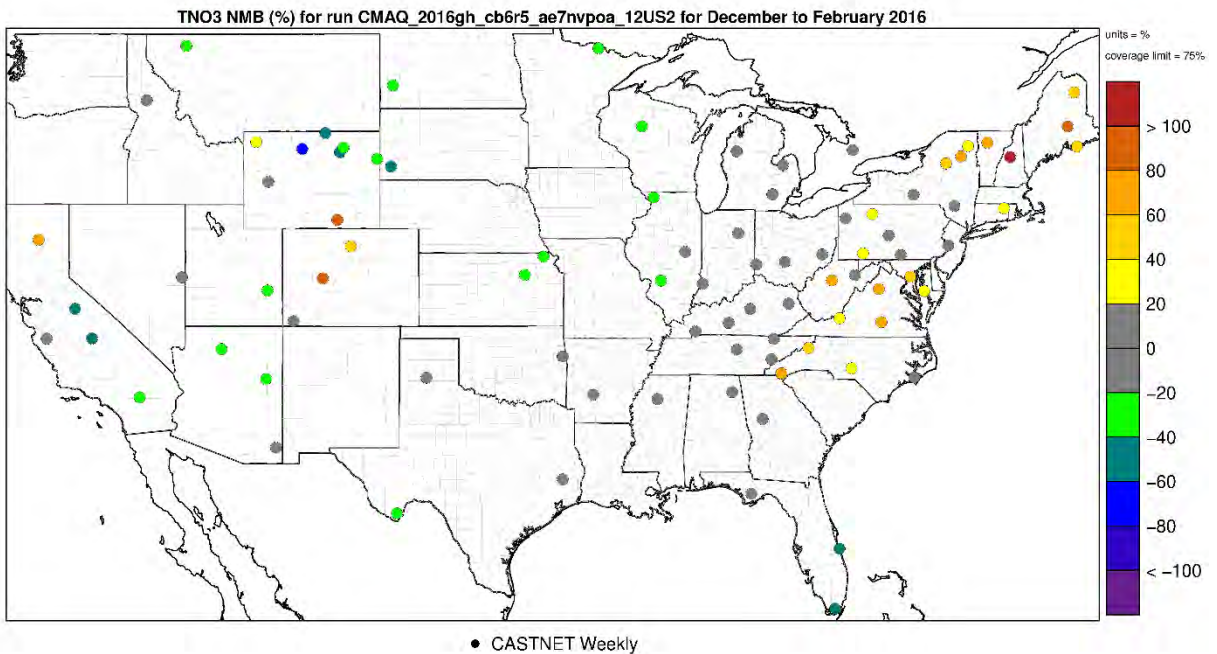 TNO3 NMB (%) for run CMAQ_2016gh_cb6r5_ae7nvpoa_12US2 for December to February 2016
units = %
coverage limit = 75%
> 100
80
60
40
20
0
−20
−40
−60
−80
< −100
● CASTNET Weekly